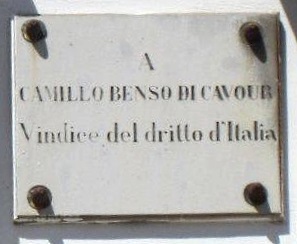 A
CAMILLO BENSO DI CAVOUR
Vindice del dritto d'Italia